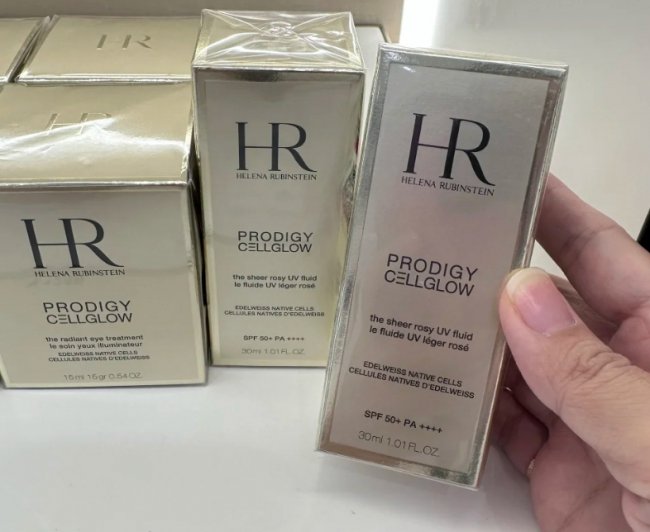 HR
HR
HR
HELENA RUBINSTEIN
PRODIGY
CELLGLOW
the radiant eye treatment
le soin yeux illuminateur
EDELWEISS NATIVE CELLS
CELLULES NATIVES D'EDELWEISS
15ml 15gr 0.54OZ.
HR
HELENA RUBINSTEIN
PRODIGY
CELLGLOW
the sheer rosy UV fluid
le fluide UV léger rosé
EDELWEISS NATIVE CELLS
CELLULES NATIVES D'EDELWEISS
SPF 50+ PA ++++
30ml 1.01FL.OZ.
HR
HELENA RUBINSTEIN
PRODIGY
CELLGLOW
the sheer rosy UV fluid
le fluide UV léger rosé
EDELWEISS NATIVE CELLS
CELLULES NATIVES D'EDELWEISS
SPF 50+ PA ++++
30ml 1.01FL.OZ.